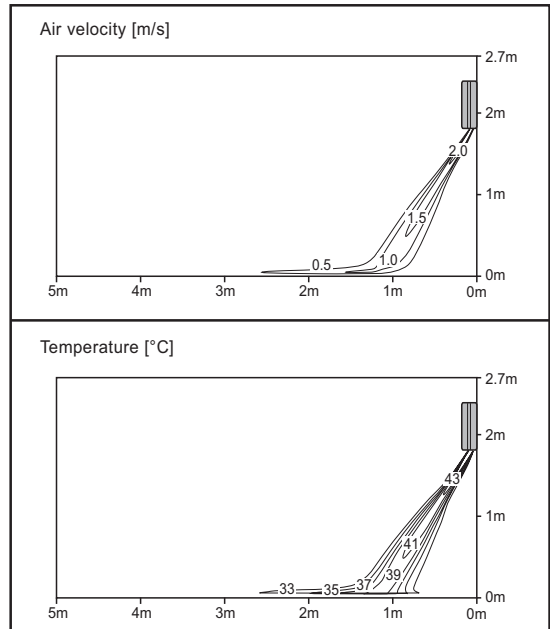 Air velocity [m/s]
2.7m
2m
2.0
1m
1.5
1.0
0.5
0m
5m 4m 3m 2m 1m 0m
Temperature [°C]
2.7m
2m
43
1m
41
39
37
33 35
0m
5m 4m 3m 2m 1m 0m